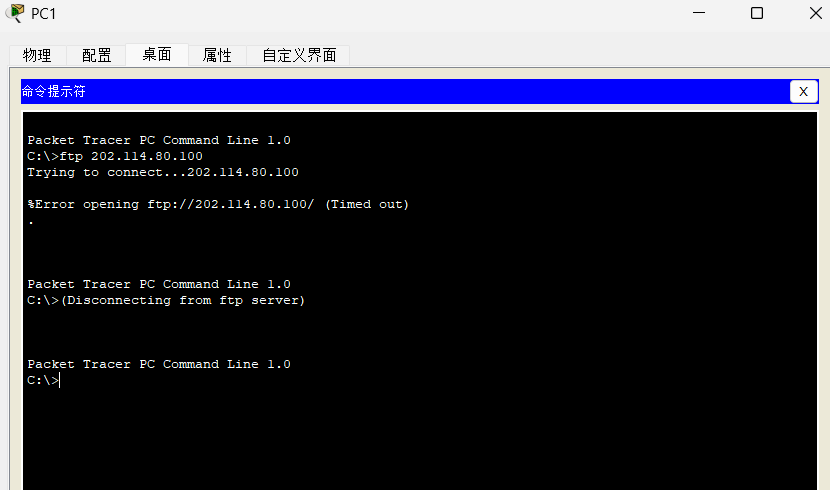 PC1
物理 配置 桌面 属性 自定义界面
命令提示符
X
Packet Tracer PC Command Line 1.0
C:\>ftp 202.114.80.100
Trying to connect...202.114.80.100
%Error opening ftp://202.114.80.100/ (Timed out)
.
Packet Tracer PC Command Line 1.0
C:\>(Disconnecting from ftp server)
Packet Tracer PC Command Line 1.0
C:\>